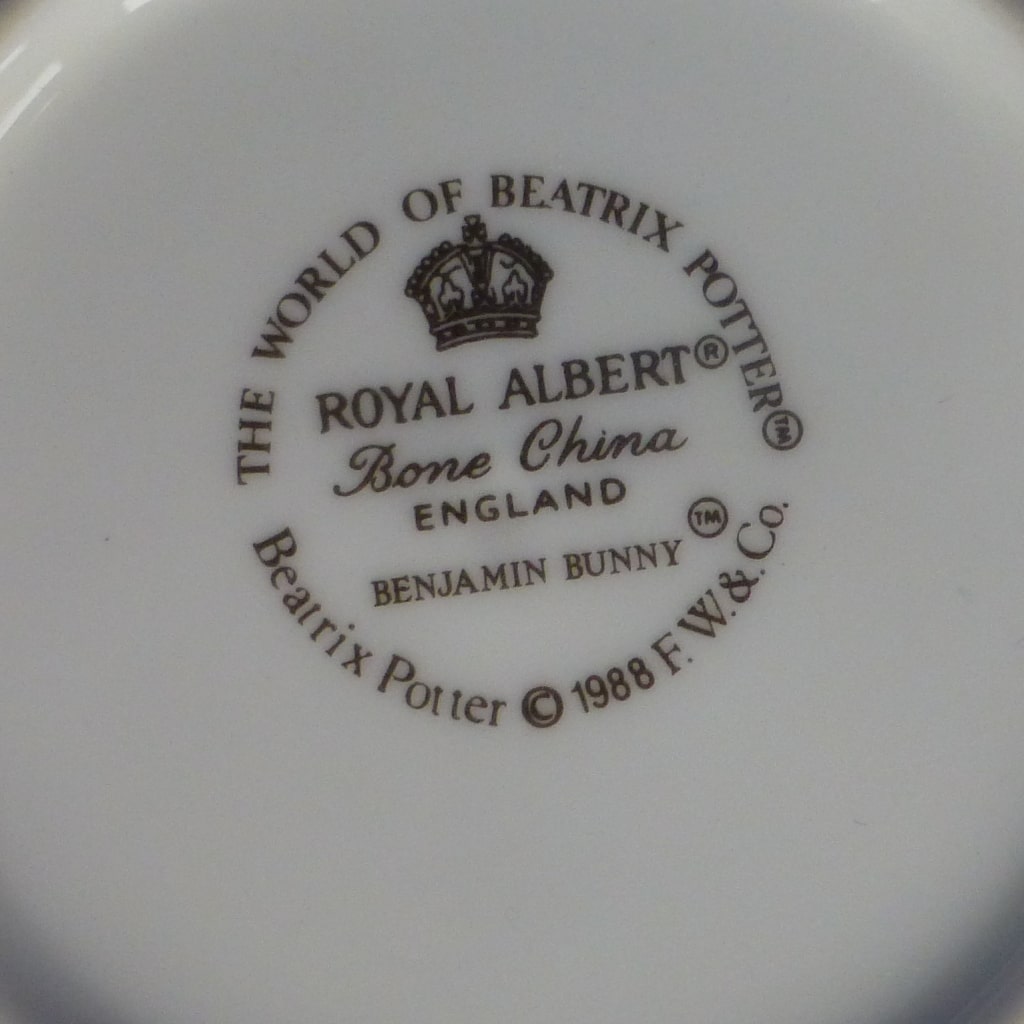 THE WORLD OF BEATRIX POTTER™
ROYAL ALBERT®
Bone China
ENGLAND
BENJAMIN BUNNY™
Beatrix Potter © 1988 F. W. & Co.